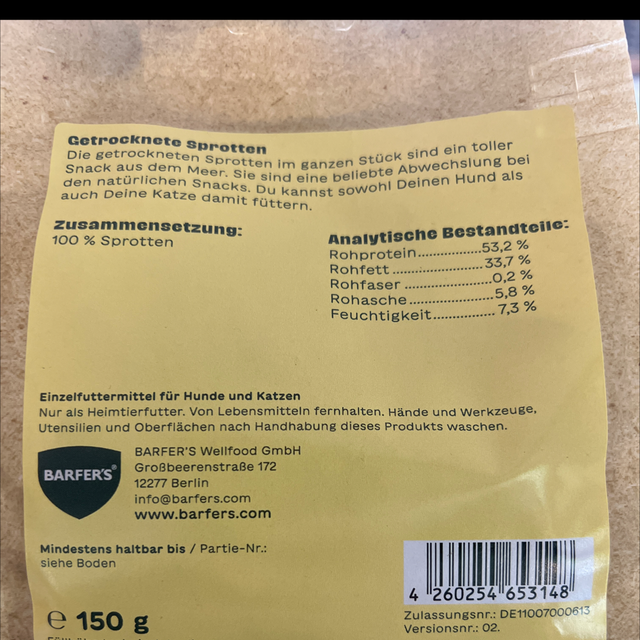 Getrocknete Sprotten
Die getrockneten Sprotten im ganzen Stück sind ein toller
Snack aus dem Meer. Sie sind eine beliebte Abwechslung bei
den natürlichen Snacks. Du kannst sowohl Deinen Hund als
auch Deine Katze damit füttern.
Zusammensetzung:
100 % Sprotten
Analytische Bestandteile:
Rohprotein...............53,2 %
Rohfett ......................33,7 %
Rohfaser .....................0,2 %
Rohasche....................5,8 %
Feuchtigkeit............... 7,3 %
Einzelfuttermittel für Hunde und Katzen
Nur als Heimtierfutter. Von Lebensmitteln fernhalten. Hände und Werkzeuge,
Utensilien und Oberflächen nach Handhabung dieses Produkts waschen.
BARFER'S®
BARFER'S Wellfood GmbH
Großbeerenstraße 172
12277 Berlin
info@barfers.com
www.barfers.com
Mindestens haltbar bis / Partie-Nr.:
siehe Boden
4 260254 653148
Zulassungsnr.: DE11007000613
Versionsnr.: 02.
℮ 150 g